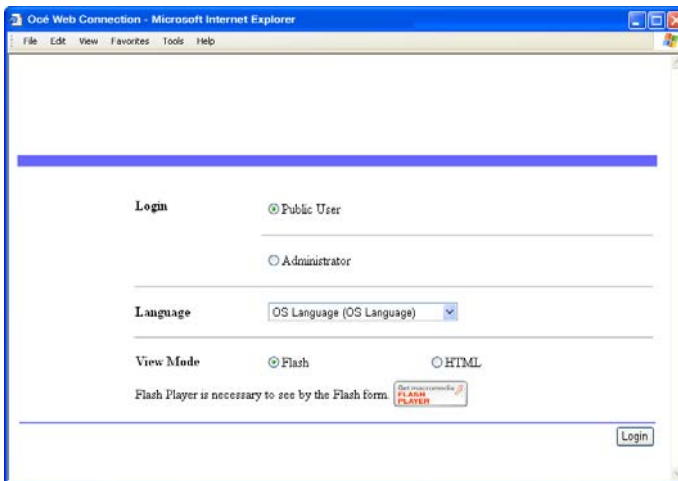 Océ Web Connection - Microsoft Internet Explorer
File Edit View Favorites Tools Help
Login Public User
Administrator
Language OS Language (OS Language)
View Mode Flash HTML
Flash Player is necessary to see by the Flash form. Get macromedia
FLASH
PLAYER
Login